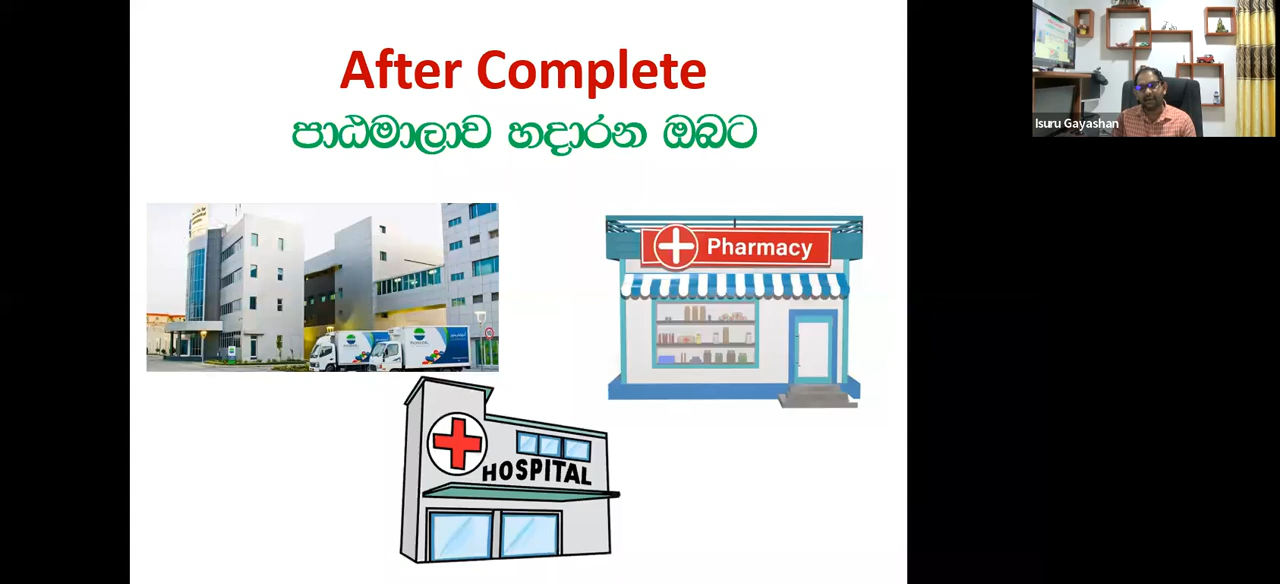 After Complete
පාඨමාලාව හදාරන ඔබට
Pharmacy
HOSPITAL
Isuru Gayashan